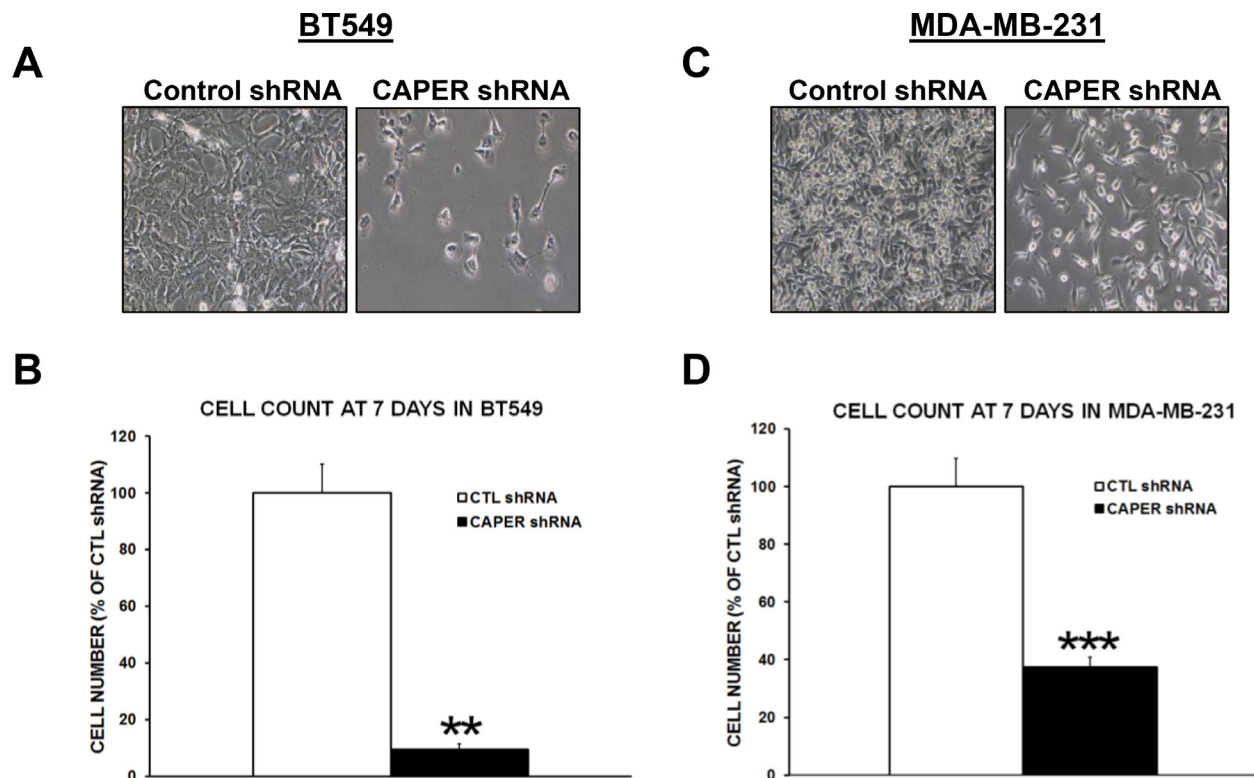 BT549
MDA-MB-231
A
Control shRNA
CAPER shRNA
C
Control shRNA
CAPER shRNA
B
CELL COUNT AT 7 DAYS IN BT549
CELL NUMBER (% OF CTL shRNA)
120
100
80
60
40
20
0
CTL shRNA
CAPER shRNA
**
D
CELL COUNT AT 7 DAYS IN MDA-MB-231
CELL NUMBER (% OF CTL shRNA)
120
100
80
60
40
20
0
CTL shRNA
CAPER shRNA
***